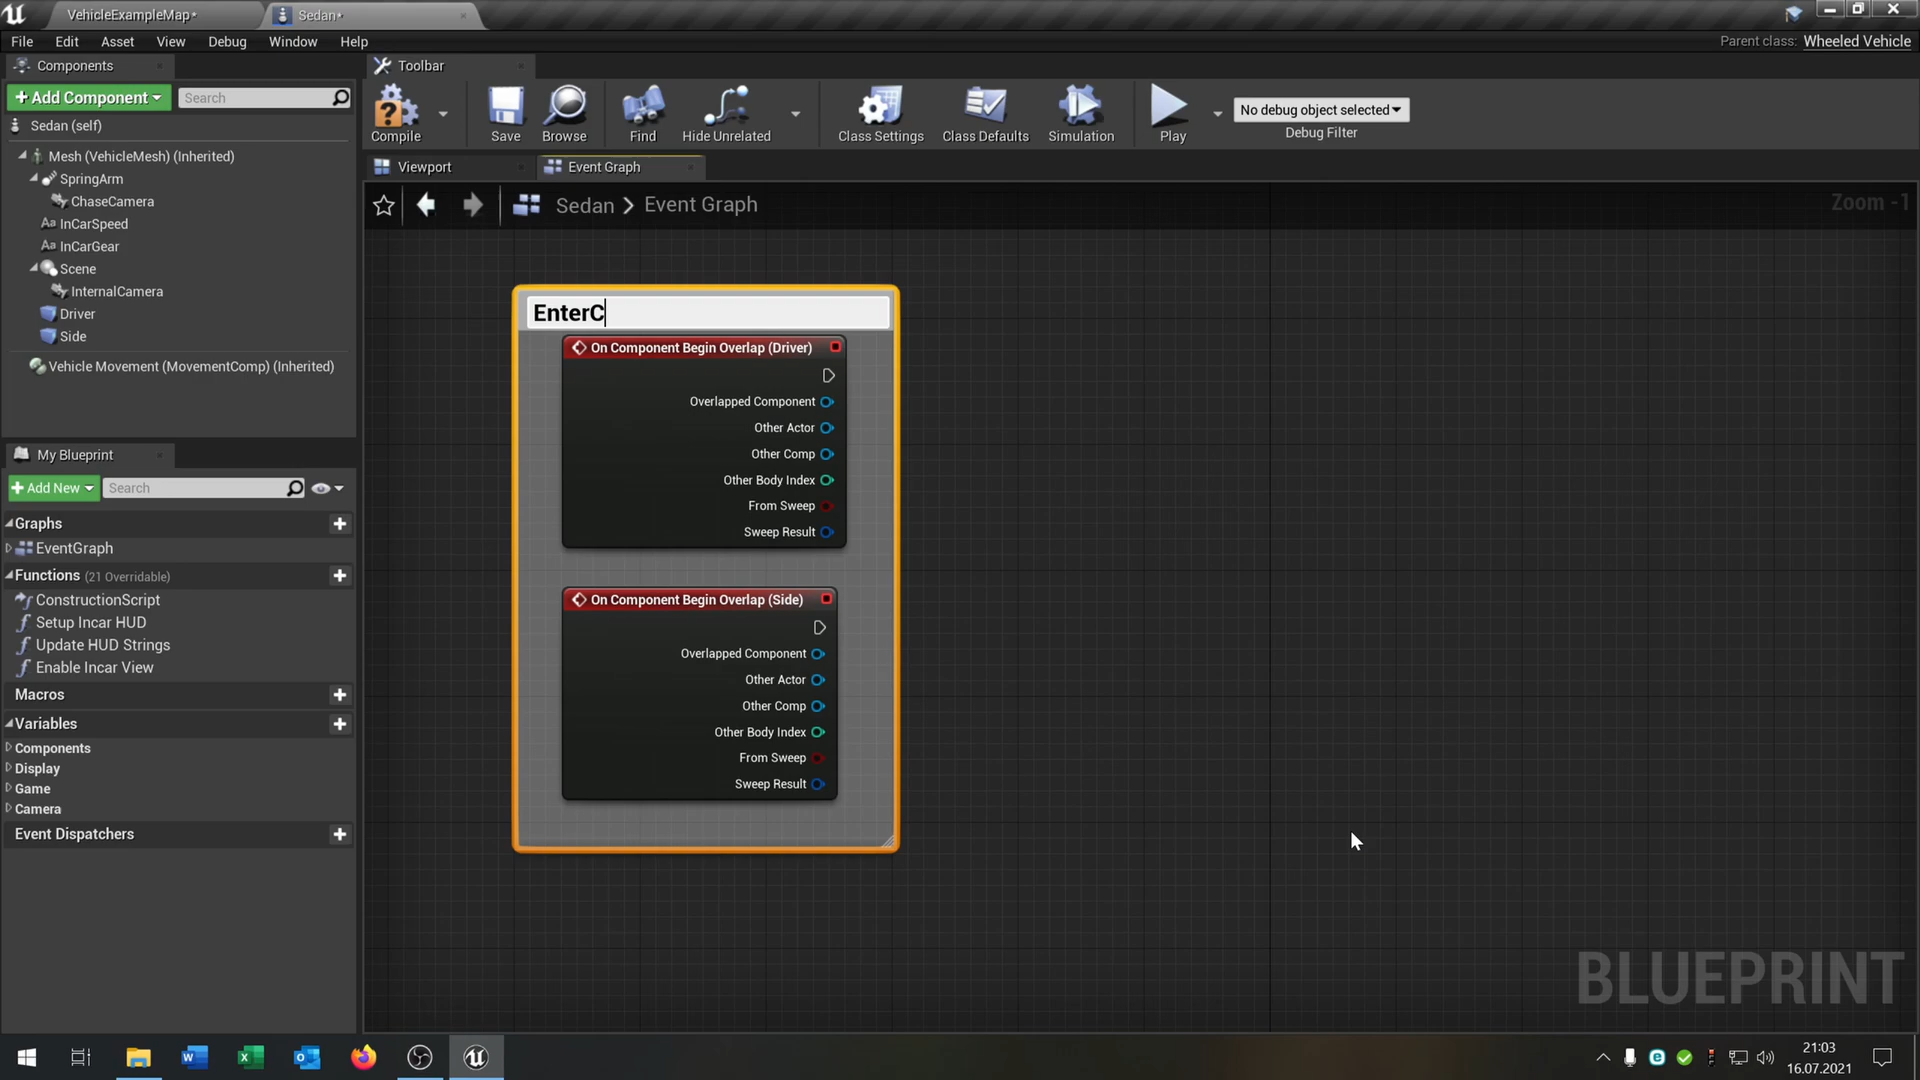 VehicleExampleMap*
Sedan*
File
Edit
Asset
View
Debug
Window
Help
Parent class: Wheeled Vehicle
Components
Toolbar
+ Add Component
Search
Sedan (self)
Mesh (VehicleMesh) (Inherited)
SpringArm
ChaseCamera
Aa InCarSpeed
Aa InCarGear
Scene
InternalCamera
Driver
Side
Vehicle Movement (MovementComp) (Inherited)
Compile
Save
Browse
Find
Hide Unrelated
Class Settings
Class Defaults
Simulation
Play
No debug object selected
Debug Filter
Viewport
Event Graph
Sedan > Event Graph
Zoom -1
EnterC
On Component Begin Overlap (Driver)
Overlapped Component
Other Actor
Other Comp
Other Body Index
From Sweep
Sweep Result
On Component Begin Overlap (Side)
Overlapped Component
Other Actor
Other Comp
Other Body Index
From Sweep
Sweep Result
My Blueprint
+ Add New
Search
Graphs
EventGraph
Functions (21 Overridable)
ConstructionScript
Setup Incar HUD
Update HUD Strings
Enable Incar View
Macros
Variables
Components
Display
Game
Camera
Event Dispatchers
BLUEPRINT
21:03
16.07.2021